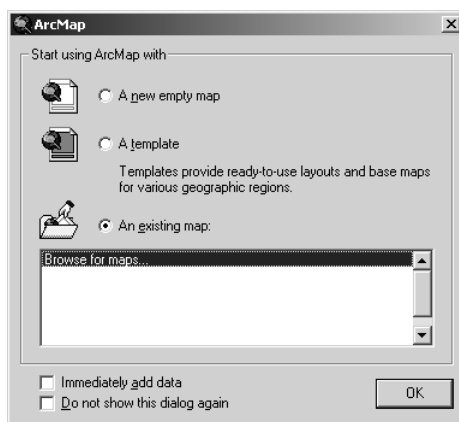 ArcMap
Start using ArcMap with
A new empty map
A template
Templates provide ready-to-use layouts and base maps
for various geographic regions.
An existing map:
Browse for maps...
Immediately add data
Do not show this dialog again
OK